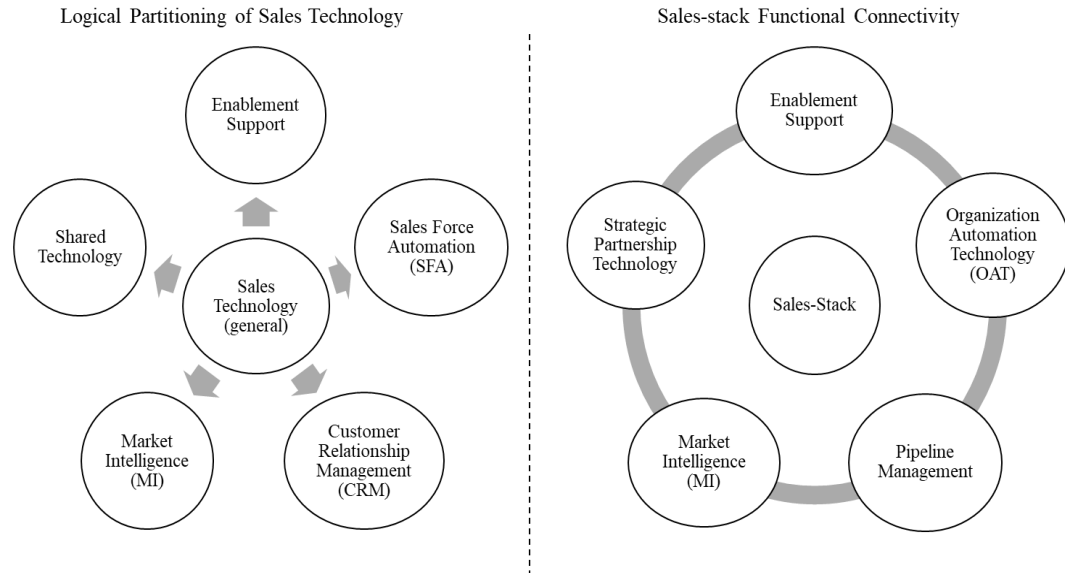 Logical Partitioning of Sales Technology
Enablement
Support
Shared
Technology
Sales Force
Automation
(SFA)
Sales
Technology
(general)
Market
Intelligence
(MI)
Customer
Relationship
Management
(CRM)
Sales-stack Functional Connectivity
Enablement
Support
Strategic
Partnership
Technology
Organization
Automation
Technology
(OAT)
Sales-Stack
Market
Intelligence
(MI)
Pipeline
Management